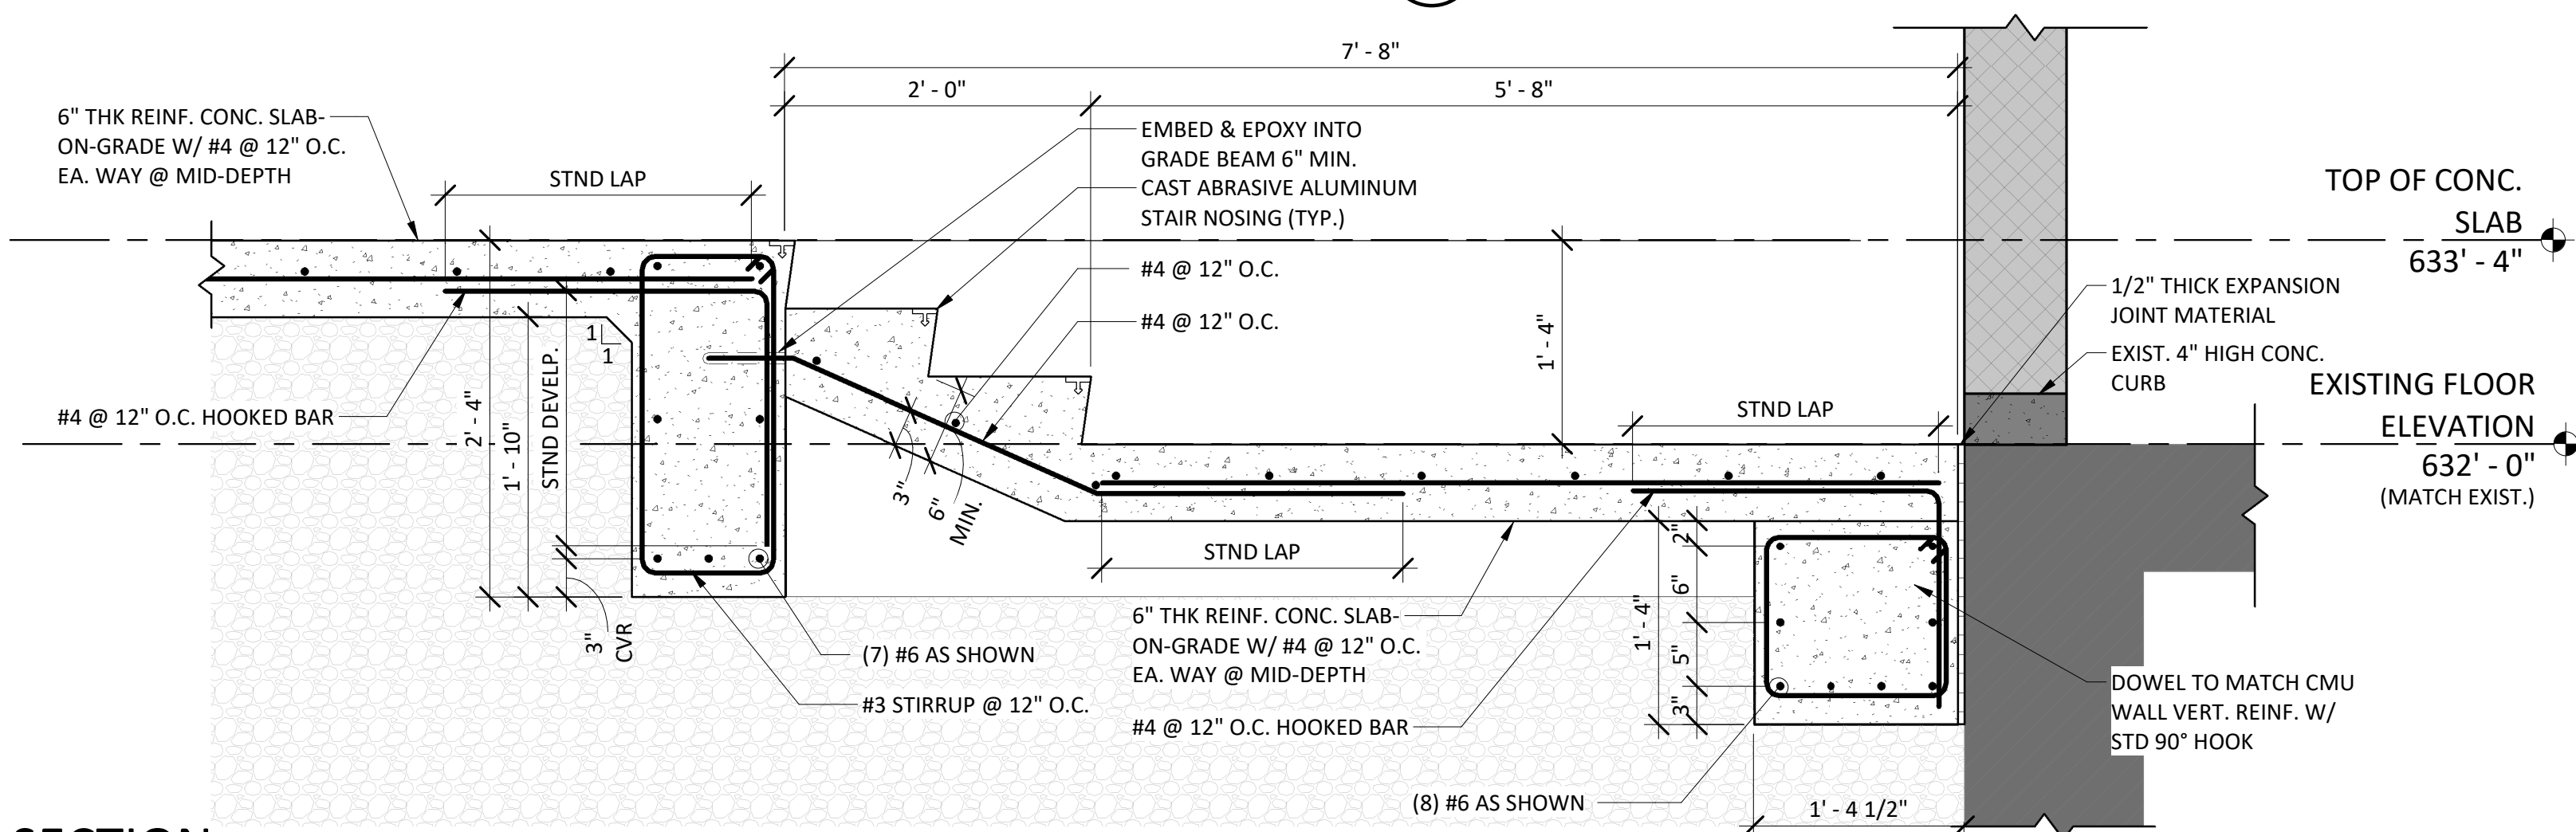 7' - 8"
2' - 0"
5' - 8"
6" THK REINF. CONC. SLAB-
ON-GRADE W/ #4 @ 12" O.C.
EA. WAY @ MID-DEPTH
STND LAP
EMBED & EPOXY INTO
GRADE BEAM 6" MIN.
CAST ABRASIVE ALUMINUM
STAIR NOSING (TYP.)
#4 @ 12" O.C.
#4 @ 12" O.C.
1' - 4"
TOP OF CONC.
SLAB
633' - 4"
1/2" THICK EXPANSION
JOINT MATERIAL
EXIST. 4" HIGH CONC.
CURB
EXISTING FLOOR
ELEVATION
632' - 0"
(MATCH EXIST.)
1
1
#4 @ 12" O.C. HOOKED BAR
2' - 4"
1' - 10"
STND DEVELP.
3"
CVR
3"
6"
MIN.
STND LAP
STND LAP
(7) #6 AS SHOWN
#3 STIRRUP @ 12" O.C.
6" THK REINF. CONC. SLAB-
ON-GRADE W/ #4 @ 12" O.C.
EA. WAY @ MID-DEPTH
#4 @ 12" O.C. HOOKED BAR
(8) #6 AS SHOWN
1' - 4"
2"
6"
5"
3"
1' - 4 1/2"
DOWEL TO MATCH CMU
WALL VERT. REINF. W/
STD 90° HOOK
SECTION